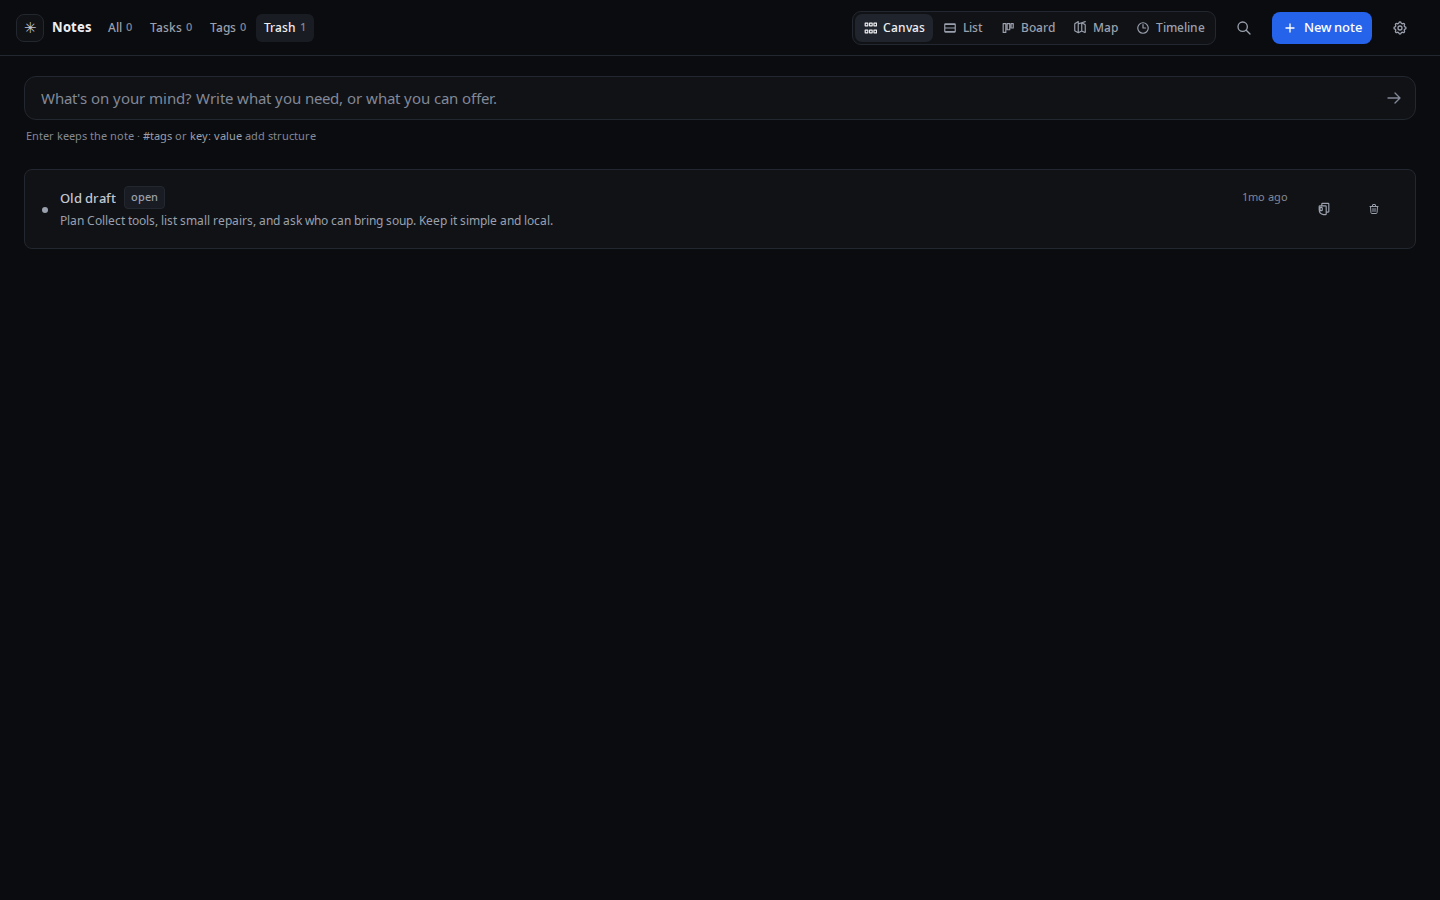 Notes All 0 Tasks 0 Tags 0 Trash 1 Canvas List Board Map Timeline New note
What's on your mind? Write what you need, or what you can offer.
Enter keeps the note · #tags or key: value add structure
Old draft open 1mo ago
Plan Collect tools, list small repairs, and ask who can bring soup. Keep it simple and local.